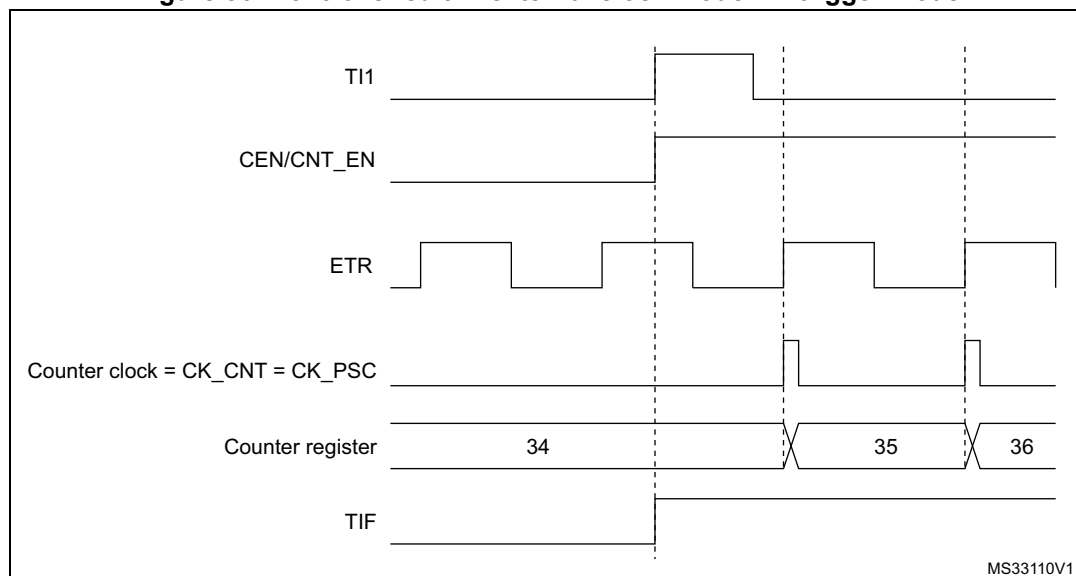 TI1
CEN/CNT_EN
ETR
Counter clock = CK_CNT = CK_PSC
Counter register 34 35 36
TIF
MS33110V1